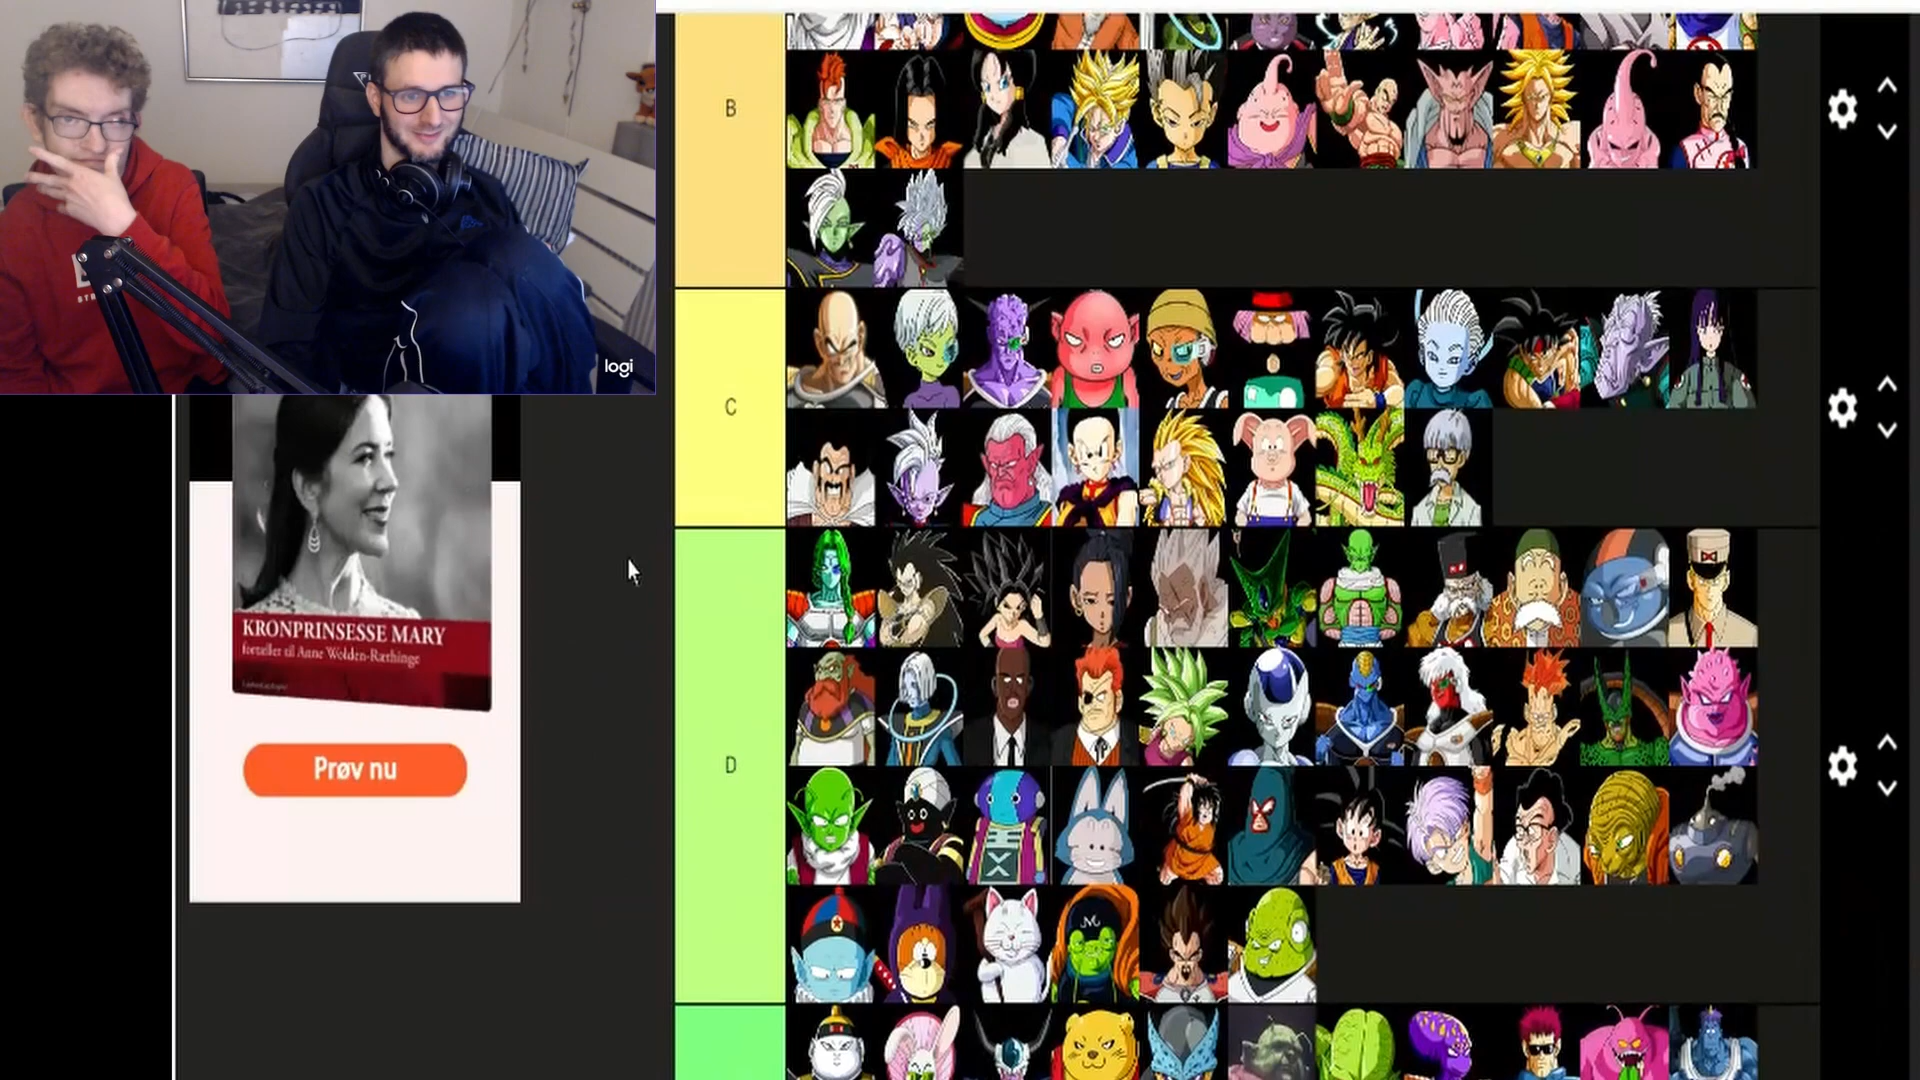 B
logi
C
KRONPRINSESSE MARY
fortæller til Anne Wolden-Ræthinge
D
Prøv nu
M